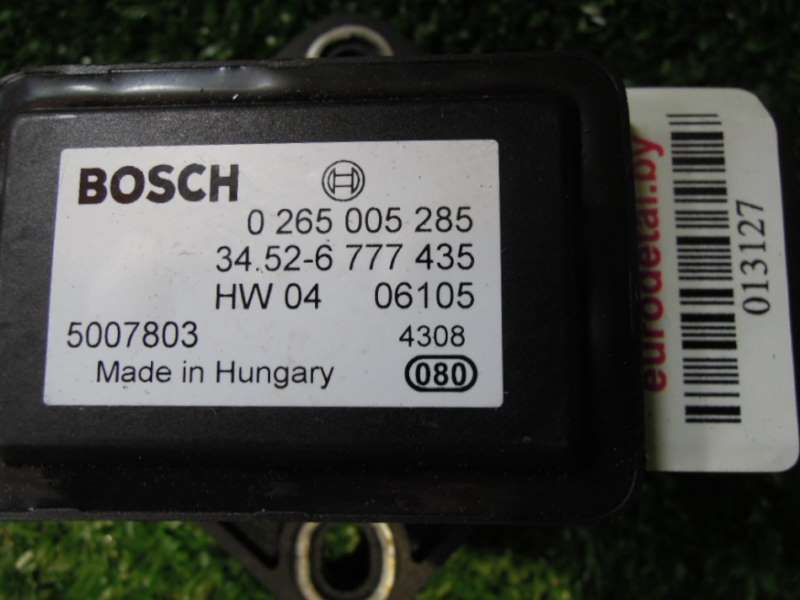 BOSCH
0 265 005 285
34.52-6 777 435
HW 04 06105
5007803 4308
Made in Hungary 080
eurodetal.by
013127